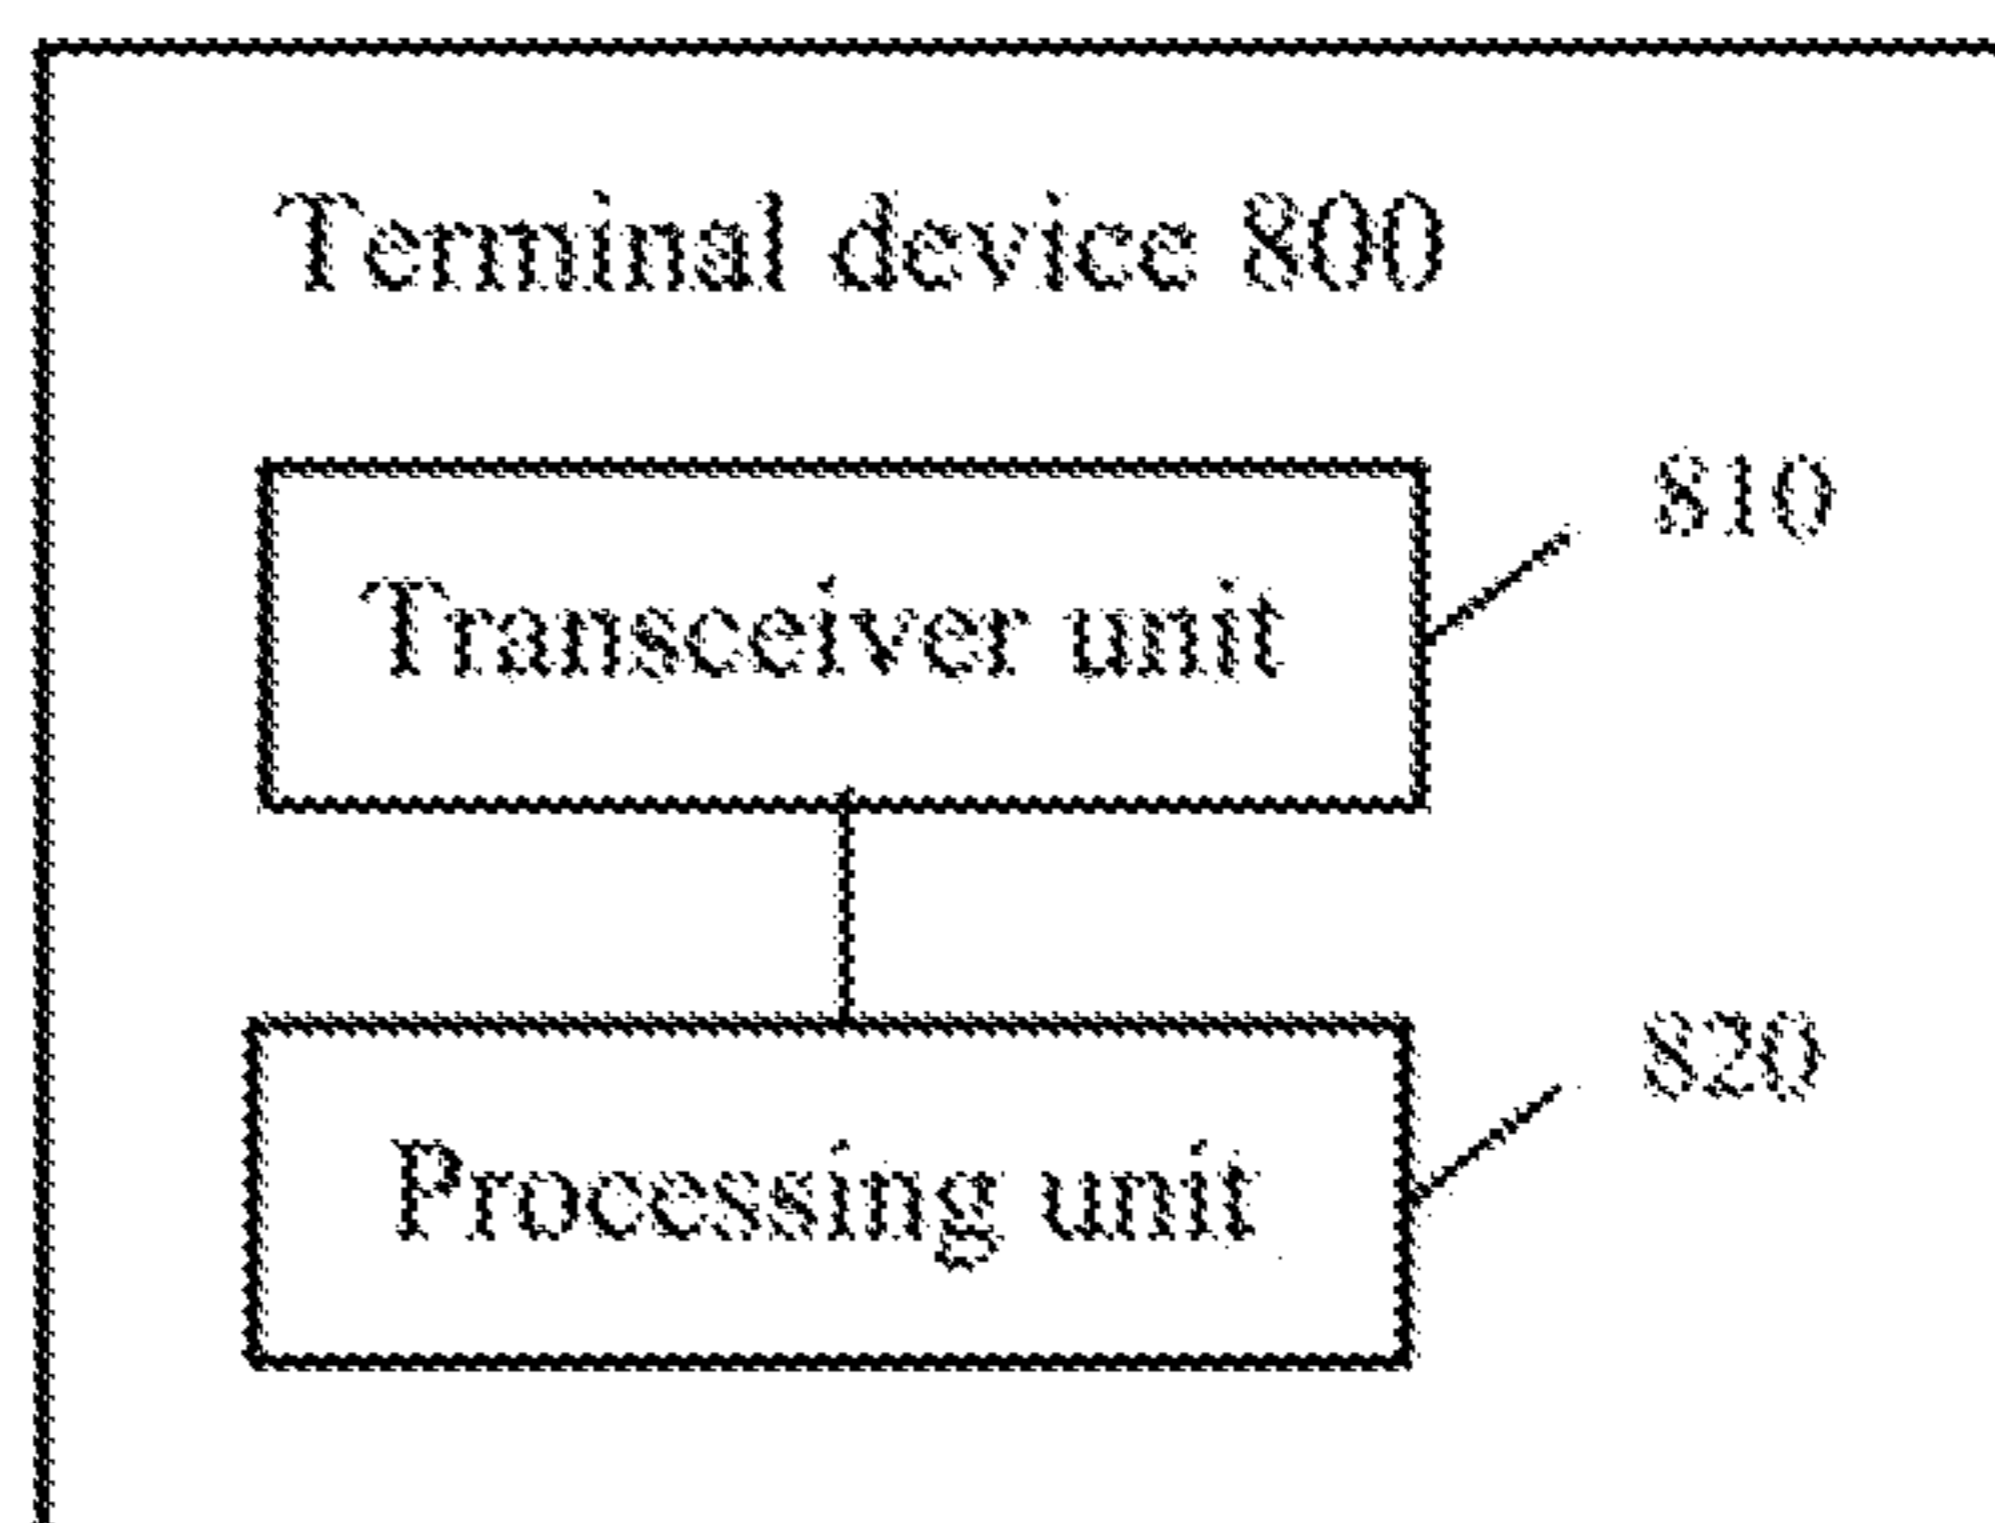 Terminal device 800
810
Transceiver unit
820
Processing unit